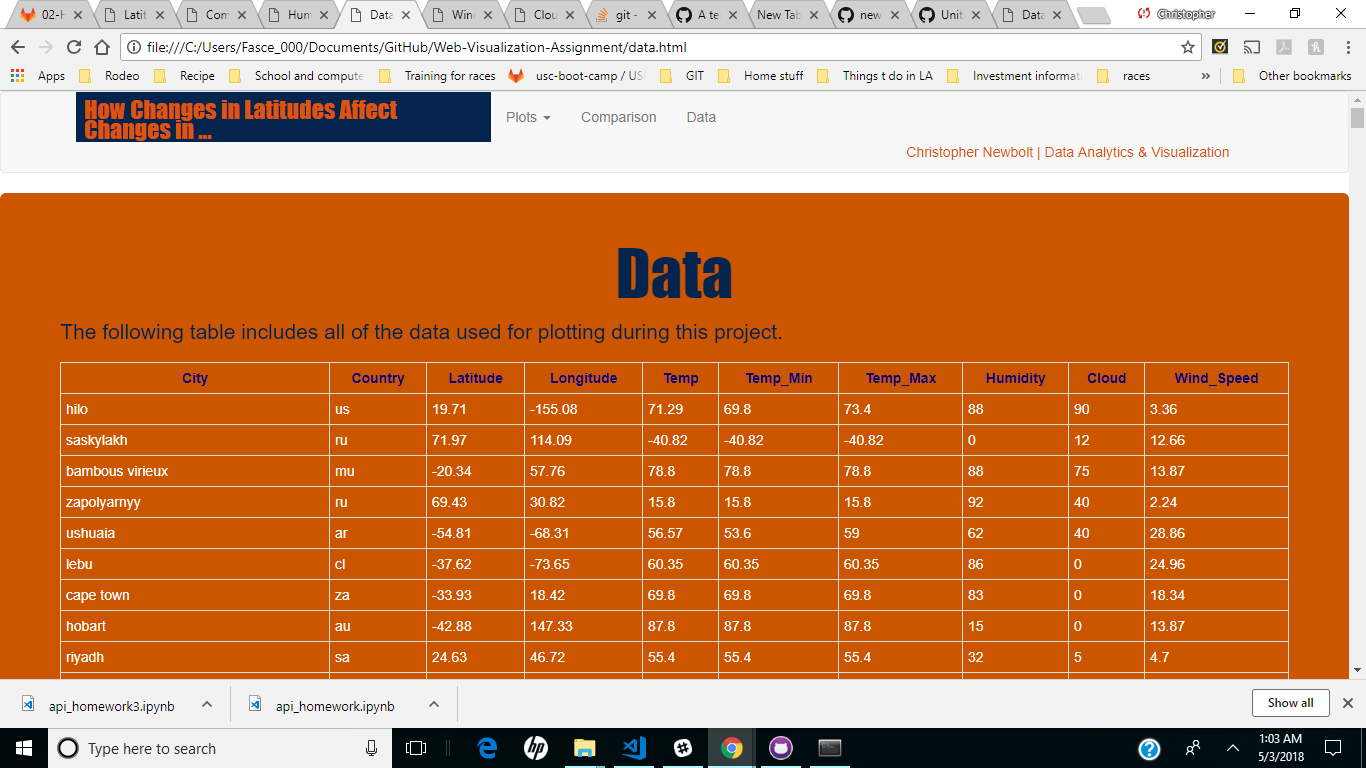 02-H
Latit
Com
Hum
Data
Win
Clou
git -
A te
New Tab
new
Unit
Data
Christopher
file:///C:/Users/Fasce_000/Documents/GitHub/Web-Visualization-Assignment/data.html
Apps Rodeo Recipe School and compute Training for races usc-boot-camp / US GIT Home stuff Things t do in LA Investment informati races » Other bookmarks
How Changes in Latitudes Affect
Changes in ...
Plots Comparison Data
Christopher Newbolt | Data Analytics & Visualization
Data
The following table includes all of the data used for plotting during this project.
City Country Latitude Longitude Temp Temp_Min Temp_Max Humidity Cloud Wind_Speed
hilo us 19.71 -155.08 71.29 69.8 73.4 88 90 3.36
saskylakh ru 71.97 114.09 -40.82 -40.82 -40.82 0 12 12.66
bambous virieux mu -20.34 57.76 78.8 78.8 78.8 88 75 13.87
zapolyarnyy ru 69.43 30.82 15.8 15.8 15.8 92 40 2.24
ushuaia ar -54.81 -68.31 56.57 53.6 59 62 40 28.86
lebu cl -37.62 -73.65 60.35 60.35 60.35 86 0 24.96
cape town za -33.93 18.42 69.8 69.8 69.8 83 0 18.34
hobart au -42.88 147.33 87.8 87.8 87.8 15 0 13.87
riyadh sa 24.63 46.72 55.4 55.4 55.4 32 5 4.7
api_homework3.ipynb
api_homework.ipynb
Show all
Type here to search
hp
1:03 AM
5/3/2018